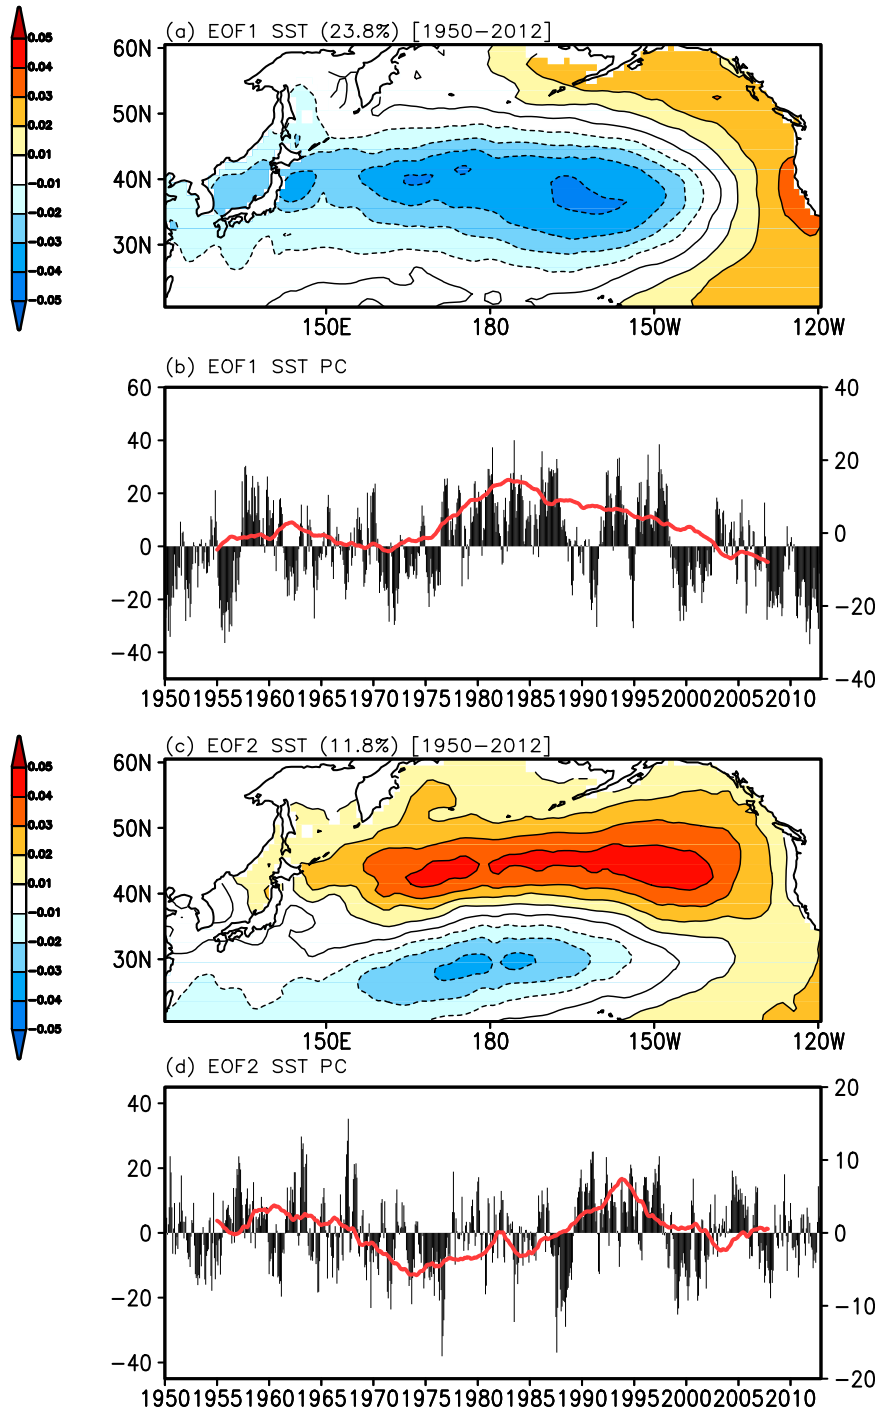 (a) EOF1 SST (23.8%) [1950−2012]
0.05
0.04
0.03
0.02
0.01
−0.01
−0.02
−0.03
−0.04
−0.05
60N
50N
40N
30N
150E 180 150W 120W
(b) EOF1 SST PC
60
40
20
0
−20
−40
40
20
0
−20
−40
1950 1955 1960 1965 1970 1975 1980 1985 1990 1995 2000 2005 2010
(c) EOF2 SST (11.8%) [1950−2012]
0.05
0.04
0.03
0.02
0.01
−0.01
−0.02
−0.03
−0.04
−0.05
60N
50N
40N
30N
150E 180 150W 120W
(d) EOF2 SST PC
40
20
0
−20
−40
20
10
0
−10
−20
1950 1955 1960 1965 1970 1975 1980 1985 1990 1995 2000 2005 2010